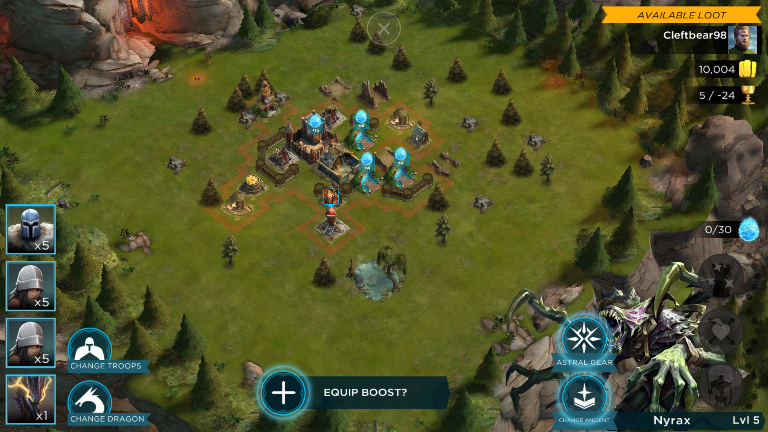 AVAILABLE LOOT
Cleftbear98
10,004
5 / -24
0/30
x5
x5
x5
x1
CHANGE TROOPS
CHANGE DRAGON
EQUIP BOOST?
ASTRAL GEAR
CHANGE ANCIENT
Nyrax Lvl 5